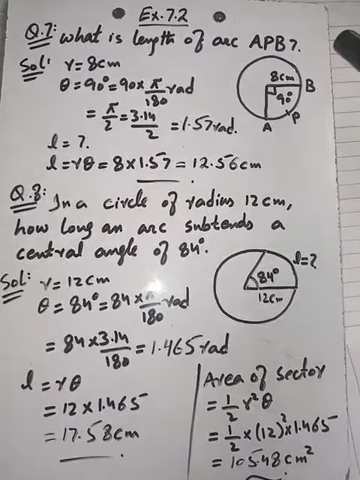 Ex.7.2
Q.7: What is length of arc APB?
Sol: r = 8cm
θ = 90° = 90 × π/180 rad
= π/2 = 3.14/2 = 1.57 rad.
l = ?
l = rθ = 8 × 1.57 = 12.56 cm
8cm
B
90°
P
A
Q.8: In a circle of radius 12cm,
how long an arc subtends a
central angle of 84°.
Sol: r = 12cm
θ = 84° = 84 × π/180 rad
= 84 × 3.14/180 = 1.465 rad
l = rθ
= 12 × 1.465
= 17.58 cm
l = ?
84°
12cm
Area of sector
= 1/2 r²θ
= 1/2 × (12)² × 1.465
= 105.48 cm²